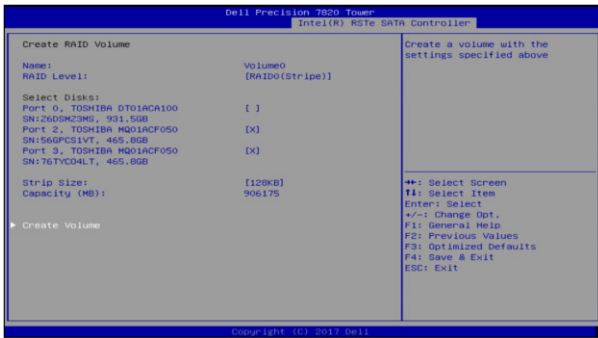 Dell Precision 7820 Tower
Intel(R) RSTe SATA Controller
Create RAID Volume
Name: Volume0
RAID Level: [RAID0(Stripe)]
Select Disks:
Port 0, TOSHIBA DT01ACA100 [ ]
SN:26DSMZ3MS, 931.5GB
Port 2, TOSHIBA MQ01ACF050 [X]
SN:56GPCS1VT, 465.8GB
Port 3, TOSHIBA MQ01ACF050 [X]
SN:76TYC04LT, 465.8GB
Strip Size: [128KB]
Capacity (MB): 906175
▶ Create Volume
Create a volume with the
settings specified above
→←: Select Screen
↑↓: Select Item
Enter: Select
+/-: Change Opt.
F1: General Help
F2: Previous Values
F3: Optimized Defaults
F4: Save & Exit
ESC: Exit
Copyright (C) 2017 Dell